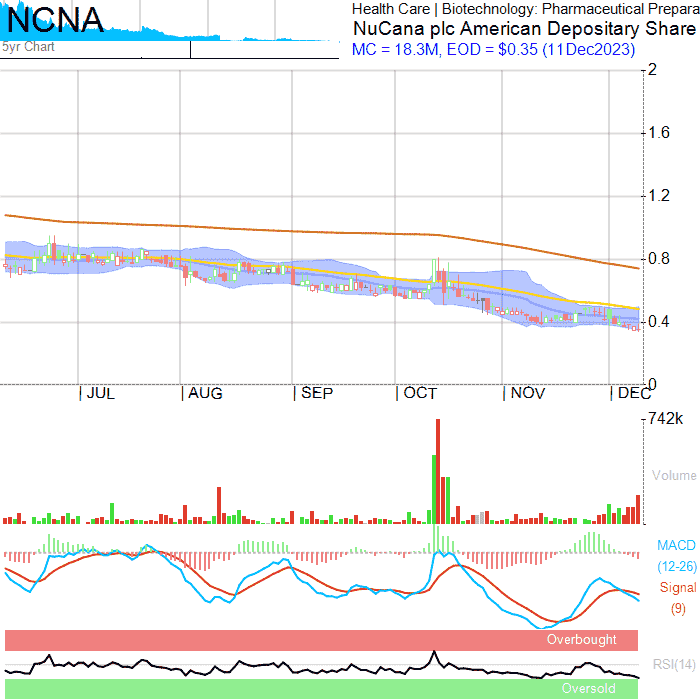 NCNA
5yr Chart
Health Care | Biotechnology: Pharmaceutical Prepara
NuCana plc American Depositary Share
MC = 18.3M, EOD = $0.35 (11Dec2023)
2
1.6
1.2
0.8
0.4
0
JUL AUG SEP OCT NOV DEC
742k
Volume
MACD
(12-26)
Signal
(9)
Overbought
RSI(14)
Oversold